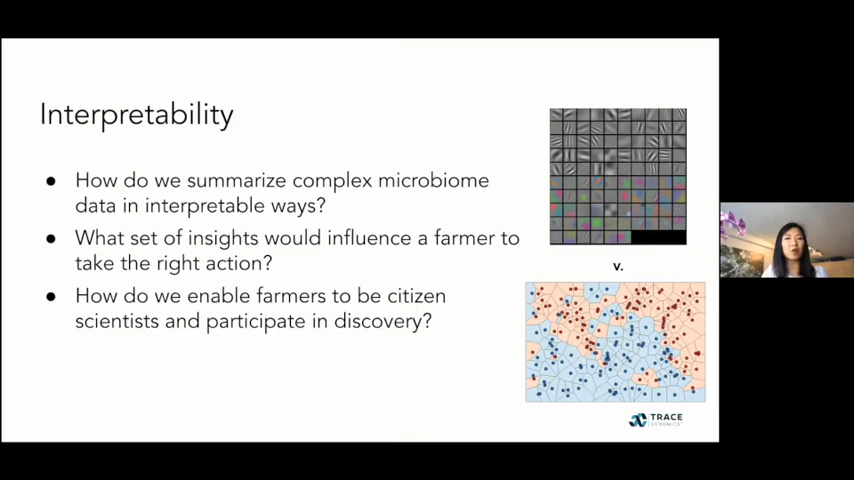 Interpretability
● How do we summarize complex microbiome
data in interpretable ways?
● What set of insights would influence a farmer to
take the right action?
● How do we enable farmers to be citizen
scientists and participate in discovery?
v.
TRACE
GENOMICS